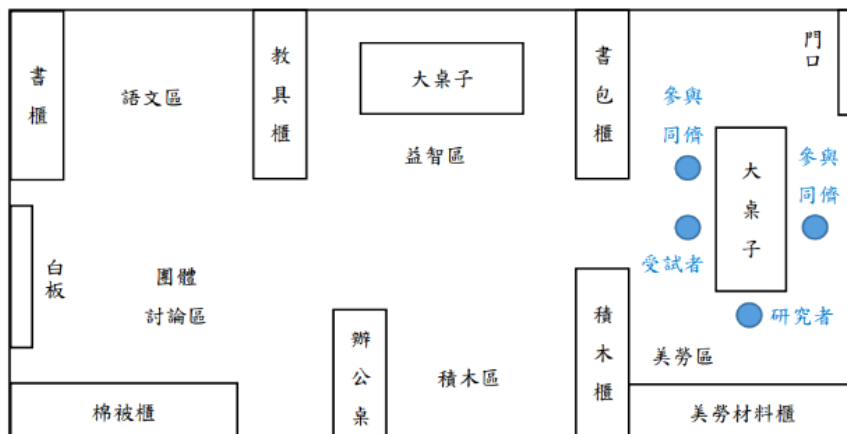 書櫃
語文區
教具櫃
大桌子
益智區
書包櫃
門口
參與
同儕
大桌子
參與
同儕
受試者
研究者
白板
團體
討論區
辦公桌
積木區
積木櫃
美勞區
棉被櫃
美勞材料櫃